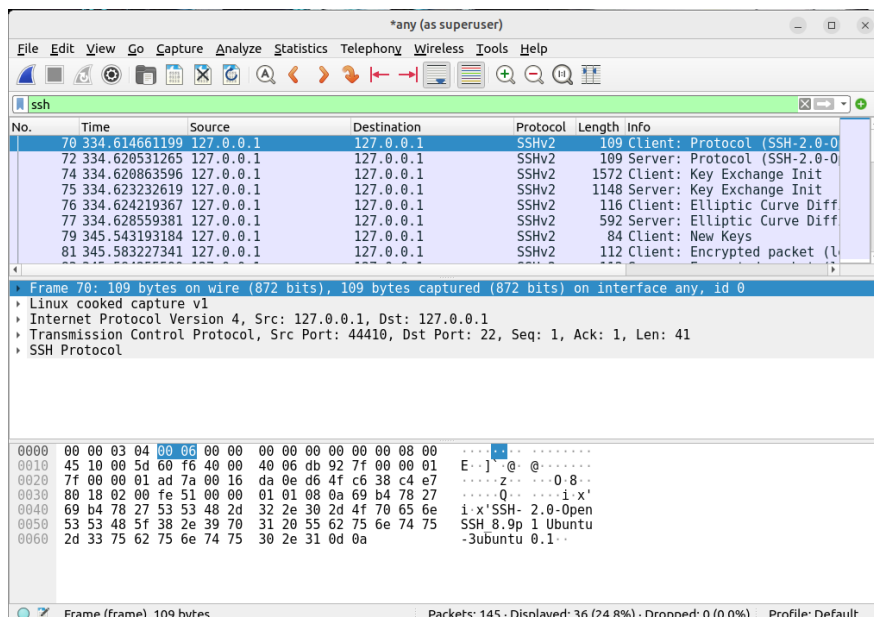 *any (as superuser)
File Edit View Go Capture Analyze Statistics Telephony Wireless Tools Help
ssh
No. Time Source Destination Protocol Length Info
70 334.614661199 127.0.0.1 127.0.0.1 SSHv2 109 Client: Protocol (SSH-2.0-O
72 334.620531265 127.0.0.1 127.0.0.1 SSHv2 109 Server: Protocol (SSH-2.0-O
74 334.620863596 127.0.0.1 127.0.0.1 SSHv2 1572 Client: Key Exchange Init
75 334.623232619 127.0.0.1 127.0.0.1 SSHv2 1148 Server: Key Exchange Init
76 334.624219367 127.0.0.1 127.0.0.1 SSHv2 116 Client: Elliptic Curve Diff
77 334.628559381 127.0.0.1 127.0.0.1 SSHv2 592 Server: Elliptic Curve Diff
79 345.543193184 127.0.0.1 127.0.0.1 SSHv2 84 Client: New Keys
81 345.583227341 127.0.0.1 127.0.0.1 SSHv2 112 Client: Encrypted packet (l
Frame 70: 109 bytes on wire (872 bits), 109 bytes captured (872 bits) on interface any, id 0
Linux cooked capture v1
Internet Protocol Version 4, Src: 127.0.0.1, Dst: 127.0.0.1
Transmission Control Protocol, Src Port: 44410, Dst Port: 22, Seq: 1, Ack: 1, Len: 41
SSH Protocol
0000 00 00 03 04 00 06 00 00 00 00 00 00 00 00 08 00 ········ ········
0010 45 10 00 5d 60 f6 40 00 40 06 db 92 7f 00 00 01 E··]`·@· @·······
0020 7f 00 00 01 ad 7a 00 16 da 0e d6 4f c6 38 c4 e7 ·····z·· ···O·8··
0030 80 18 02 00 fe 51 00 00 01 01 08 0a 69 b4 78 27 ·····Q·· ····i·x'
0040 69 b4 78 27 53 53 48 2d 32 2e 30 2d 4f 70 65 6e i·x'SSH- 2.0-Open
0050 53 53 48 5f 38 2e 39 70 31 20 55 62 75 6e 74 75 SSH_8.9p 1 Ubuntu
0060 2d 33 75 62 75 6e 74 75 30 2e 31 0d 0a -3ubuntu 0.1··
Frame (frame), 109 bytes Packets: 145 · Displayed: 36 (24.8%) · Dropped: 0 (0.0%) Profile: Default